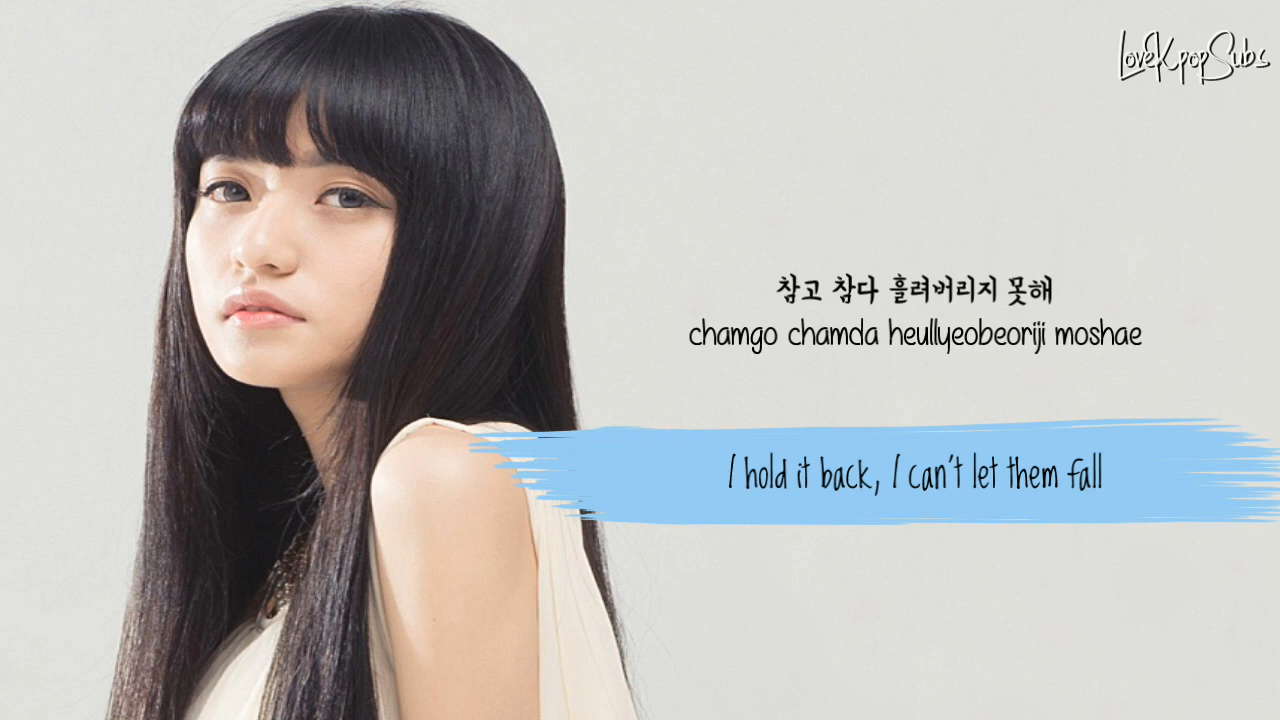 LoveKpopSubs
참고 참다 흘려버리지 못해
chamgo chamda heullyeobeoriji moshae
I hold it back, I can't let them fall